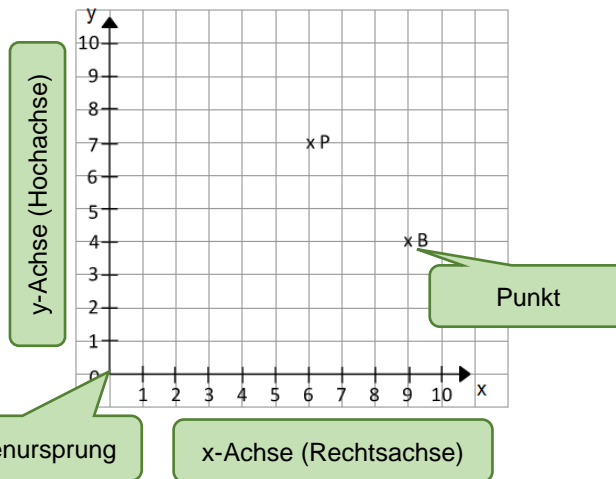 y
10
9
8
7
x P
6
5
4
x B
3
2
1
0
1 2 3 4 5 6 7 8 9 10 x
y-Achse (Hochachse)
Punkt
enursprung
x-Achse (Rechtsachse)